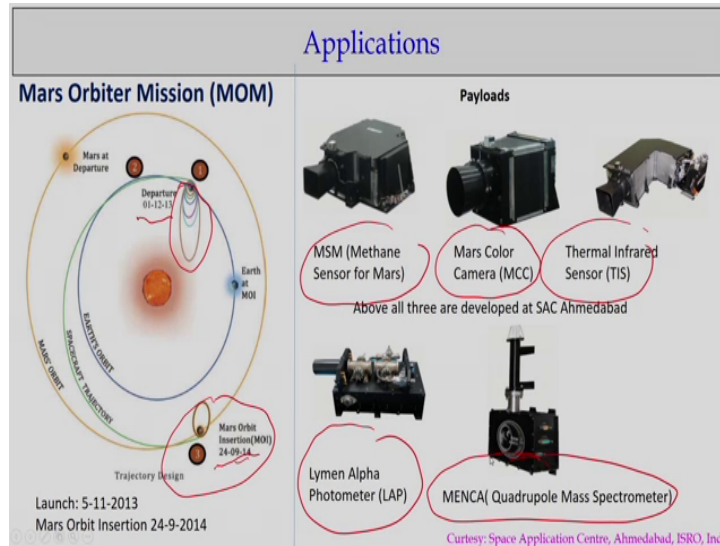 Applications
Mars Orbiter Mission (MOM)
Mars at
Departure
2
1
Departure
01-12-13
Earth
at
MOI
EARTH'S ORBIT
SPACECRAFT TRAJECTORY
MARS' ORBIT
Mars Orbit
Insertion(MOI)
24-09-14
3
Trajectory Design
Launch: 5-11-2013
Mars Orbit Insertion 24-9-2014
Payloads
MSM (Methane
Sensor for Mars)
Mars Color
Camera (MCC)
Thermal Infrared
Sensor (TIS)
Above all three are developed at SAC Ahmedabad
Lymen Alpha
Photometer (LAP)
MENCA( Quadrupole Mass Spectrometer)
Curtesy: Space Application Centre, Ahmedabad, ISRO, Inc